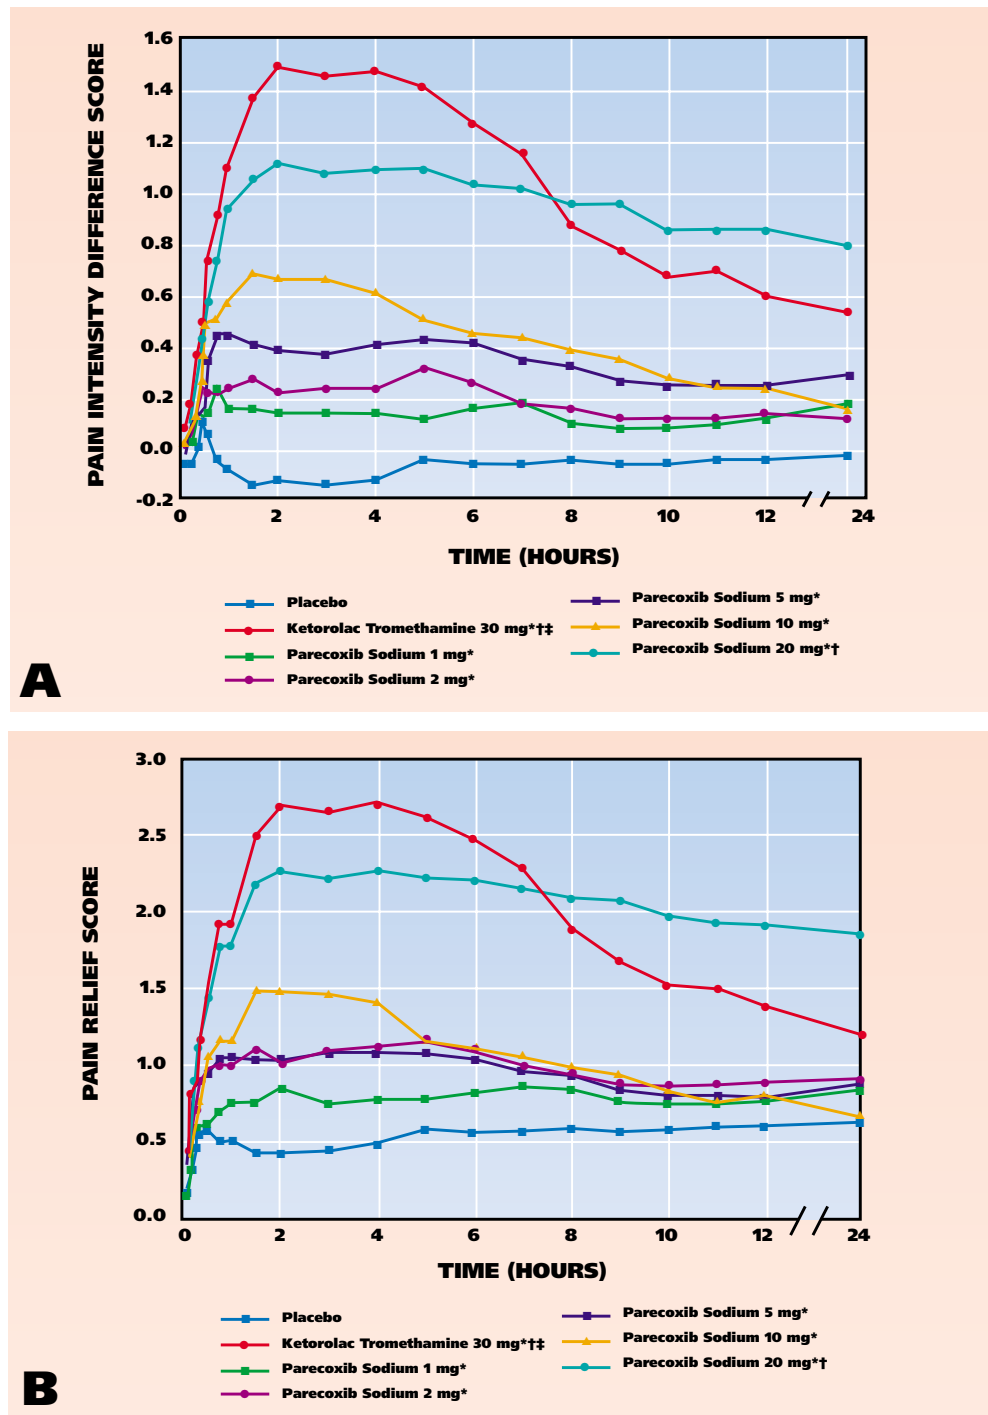 PAIN INTENSITY DIFFERENCE SCORE
1.6
1.4
1.2
1.0
0.8
0.6
0.4
0.2
0.0
-0.2
0 2 4 6 8 10 12 24
TIME (HOURS)
Placebo
Ketorolac Tromethamine 30 mg*†‡
Parecoxib Sodium 1 mg*
Parecoxib Sodium 2 mg*
Parecoxib Sodium 5 mg*
Parecoxib Sodium 10 mg*
Parecoxib Sodium 20 mg*†
A
PAIN RELIEF SCORE
3.0
2.5
2.0
1.5
1.0
0.5
0.0
0 2 4 6 8 10 12 24
TIME (HOURS)
Placebo
Ketorolac Tromethamine 30 mg*†‡
Parecoxib Sodium 1 mg*
Parecoxib Sodium 2 mg*
Parecoxib Sodium 5 mg*
Parecoxib Sodium 10 mg*
Parecoxib Sodium 20 mg*†
B